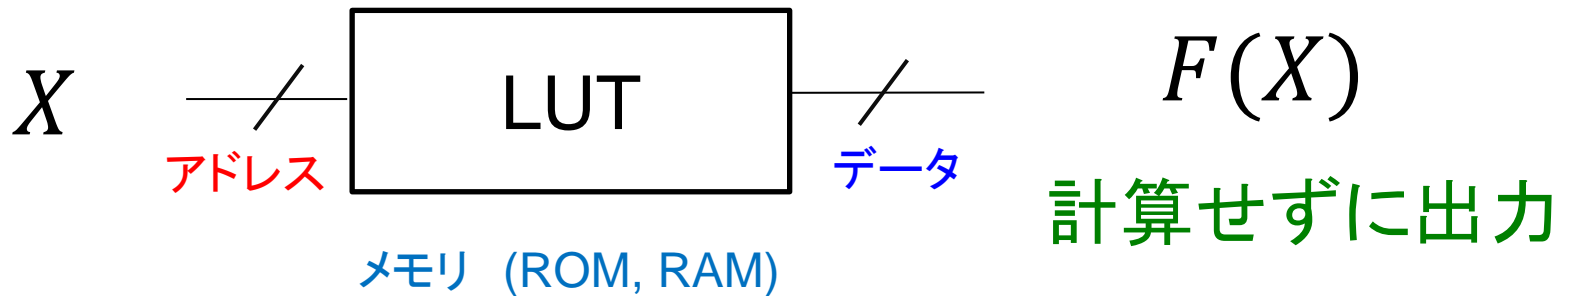 X
アドレス
LUT
データ
F(X)
計算せずに出力
メモリ (ROM, RAM)